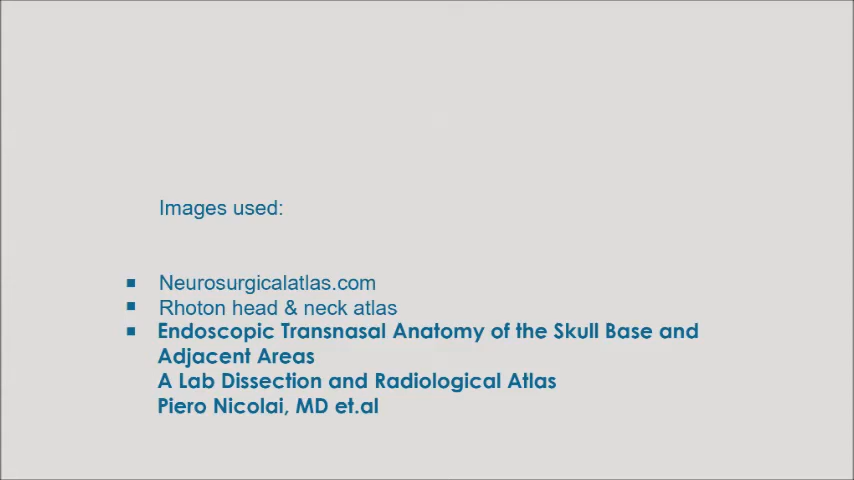 Images used:
Neurosurgicalatlas.com
Rhoton head & neck atlas
Endoscopic Transnasal Anatomy of the Skull Base and
Adjacent Areas
A Lab Dissection and Radiological Atlas
Piero Nicolai, MD et.al